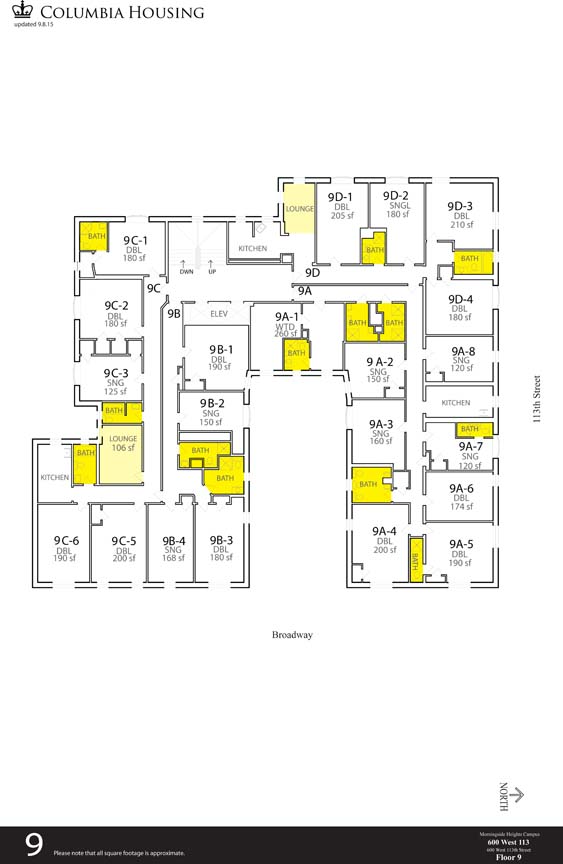 COLUMBIA HOUSING
updated 9.8.15
LOUNGE
9D-1
DBL
205 sf
9D-2
SNGL
180 sf
9D-3
DBL
210 sf
BATH
9C-1
DBL
180 sf
KITCHEN
BATH
BATH
DWN
UP
9D
9C
9A
9C-2
DBL
180 sf
9B
ELEV
9A-1
WTD
260 sf
BATH
BATH
9D-4
DBL
180 sf
9B-1
DBL
190 sf
BATH
9A-2
SNG
150 sf
9A-8
SNG
120 sf
9C-3
SNG
125 sf
9B-2
SNG
150 sf
KITCHEN
113th Street
BATH
9A-3
SNG
160 sf
BATH
LOUNGE
106 sf
BATH
9A-7
SNG
120 sf
KITCHEN
BATH
BATH
BATH
9A-6
DBL
174 sf
9C-6
DBL
190 sf
9C-5
DBL
200 sf
9B-4
SNG
168 sf
9B-3
DBL
180 sf
9A-4
DBL
200 sf
BATH
9A-5
DBL
190 sf
Broadway
NORTH
9
Please note that all square footage is approximate.
Morningside Heights Campus
600 West 113
600 West 113th Street
Floor 9